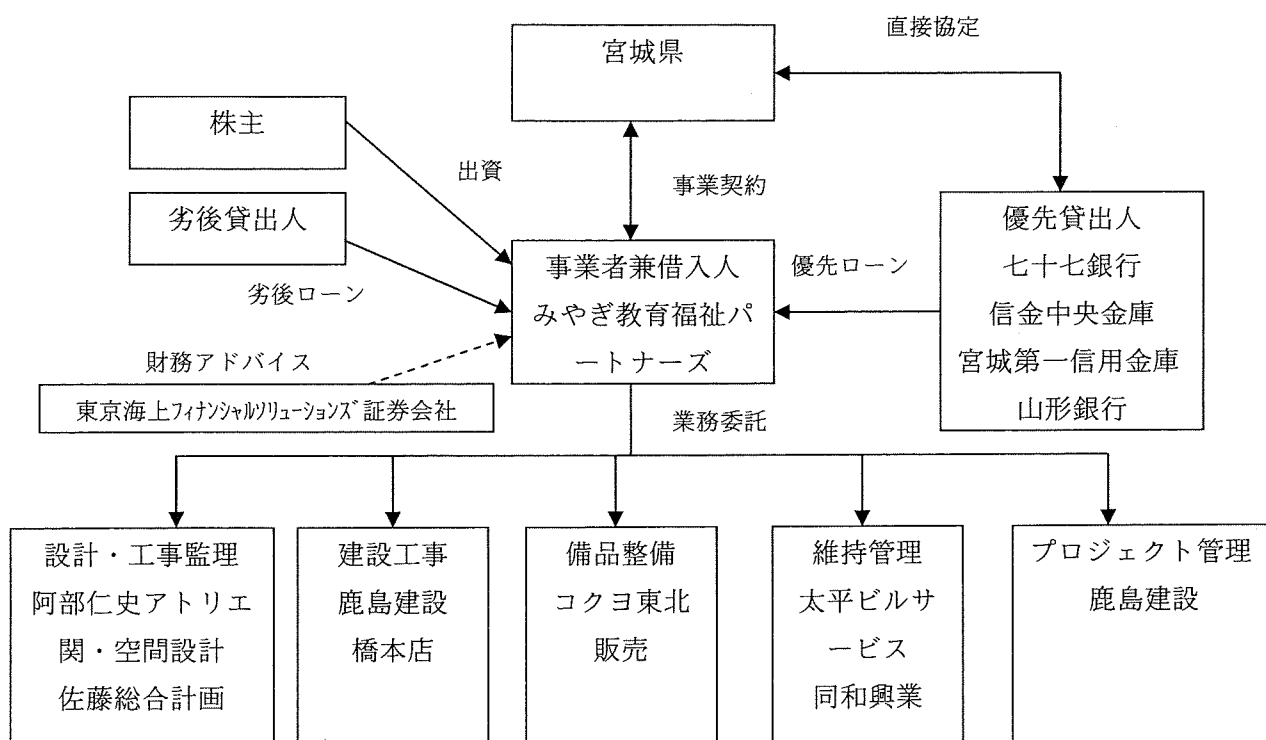 直接協定
宮城県
株主
出資
事業契約
劣後貸出人
劣後ローン
事業者兼借入人
みやぎ教育福祉パ
ートナーズ
優先ローン
優先貸出人
七十七銀行
信金中央金庫
宮城第一信用金庫
山形銀行
財務アドバイス
東京海上ﾌｨﾅﾝｼｬﾙｿﾘｭｰｼｮﾝｽﾞ証券会社
業務委託
設計・工事監理
阿部仁史アトリエ
関・空間設計
佐藤総合計画
建設工事
鹿島建設
橋本店
備品整備
コクヨ東北
販売
維持管理
太平ビルサ
ービス
同和興業
プロジェクト管理
鹿島建設